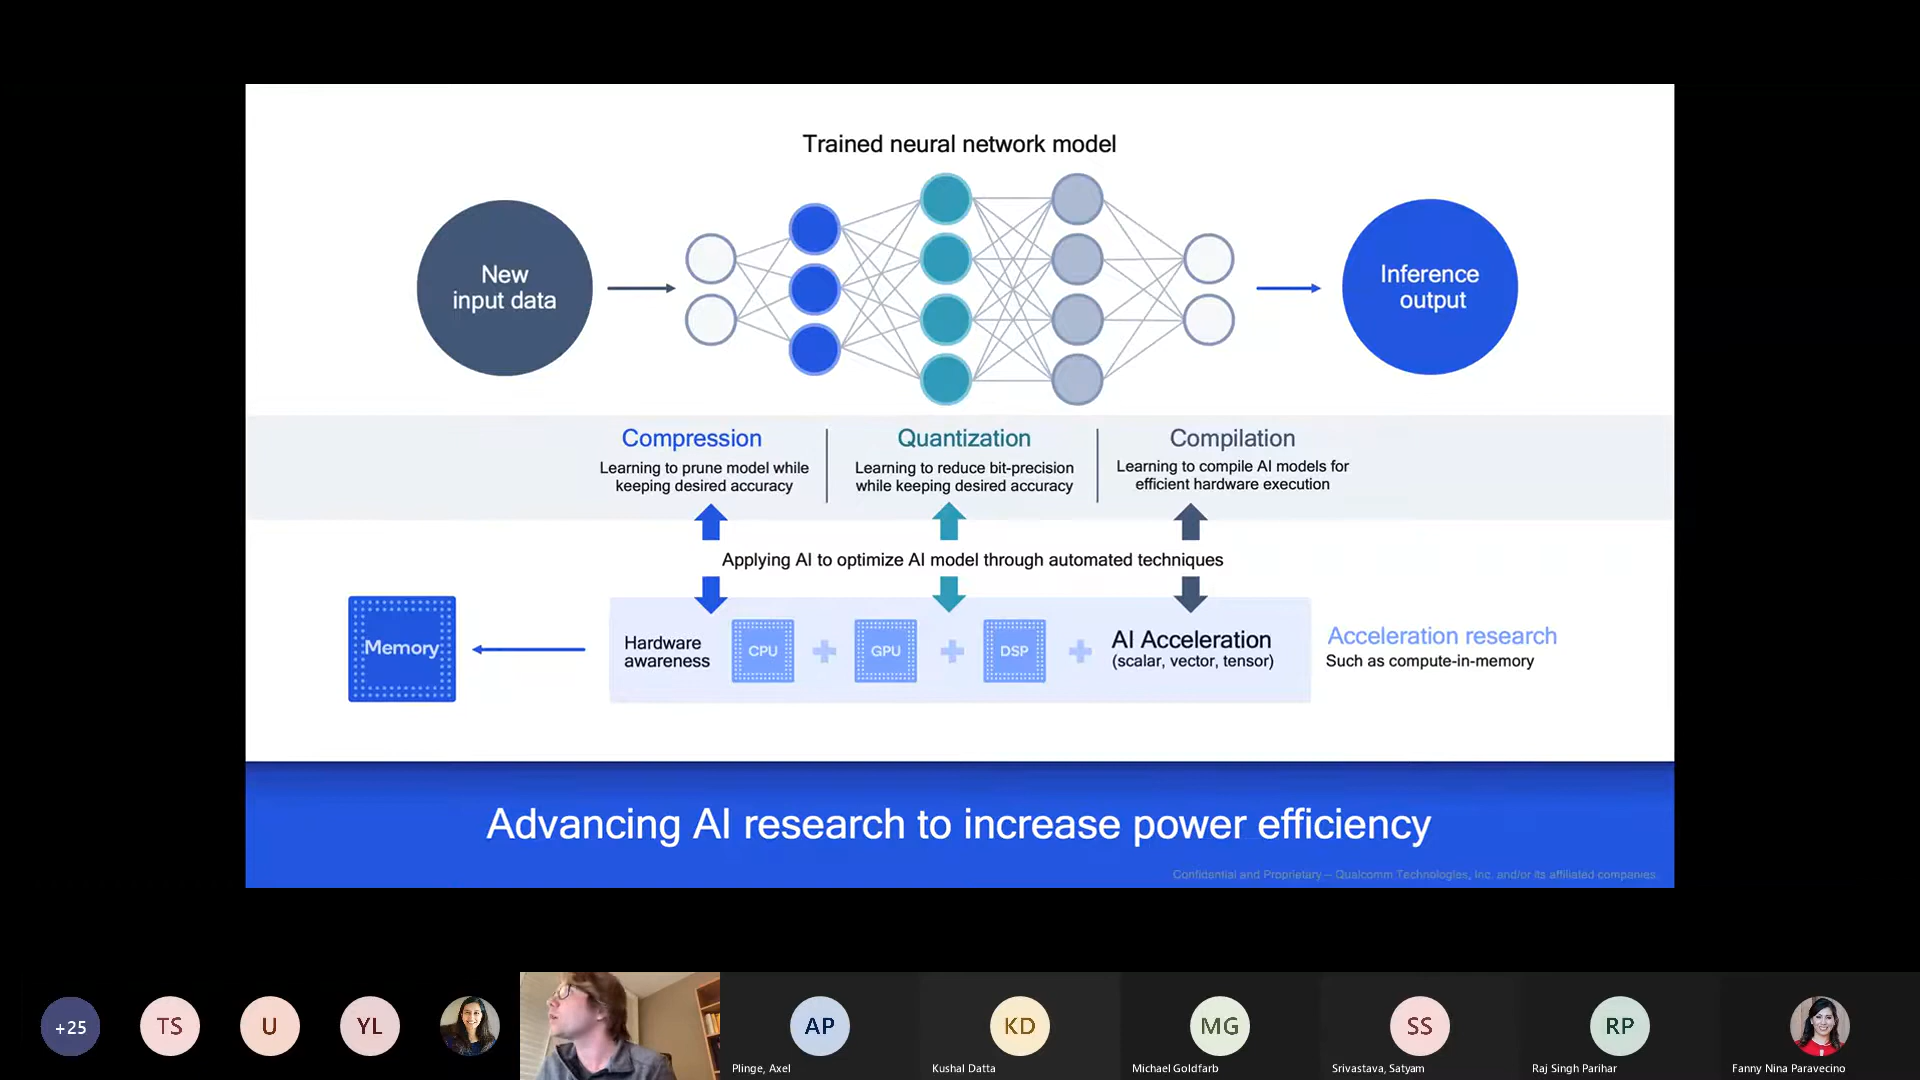 Trained neural network model
New
input data
Inference
output
Compression
Learning to prune model while
keeping desired accuracy
Quantization
Learning to reduce bit-precision
while keeping desired accuracy
Compilation
Learning to compile AI models for
efficient hardware execution
Applying AI to optimize AI model through automated techniques
Memory
Hardware
awareness
CPU
GPU
DSP
AI Acceleration
(scalar, vector, tensor)
Acceleration research
Such as compute-in-memory
Advancing AI research to increase power efficiency
Confidential and Proprietary – Qualcomm Technologies, Inc. and/or its affiliated companies.
+25
TS
U
YL
AP
KD
MG
SS
RP
Plinge, Axel
Kushal Datta
Michael Goldfarb
Srivastava, Satyam
Raj Singh Parihar
Fanny Nina Paravecino